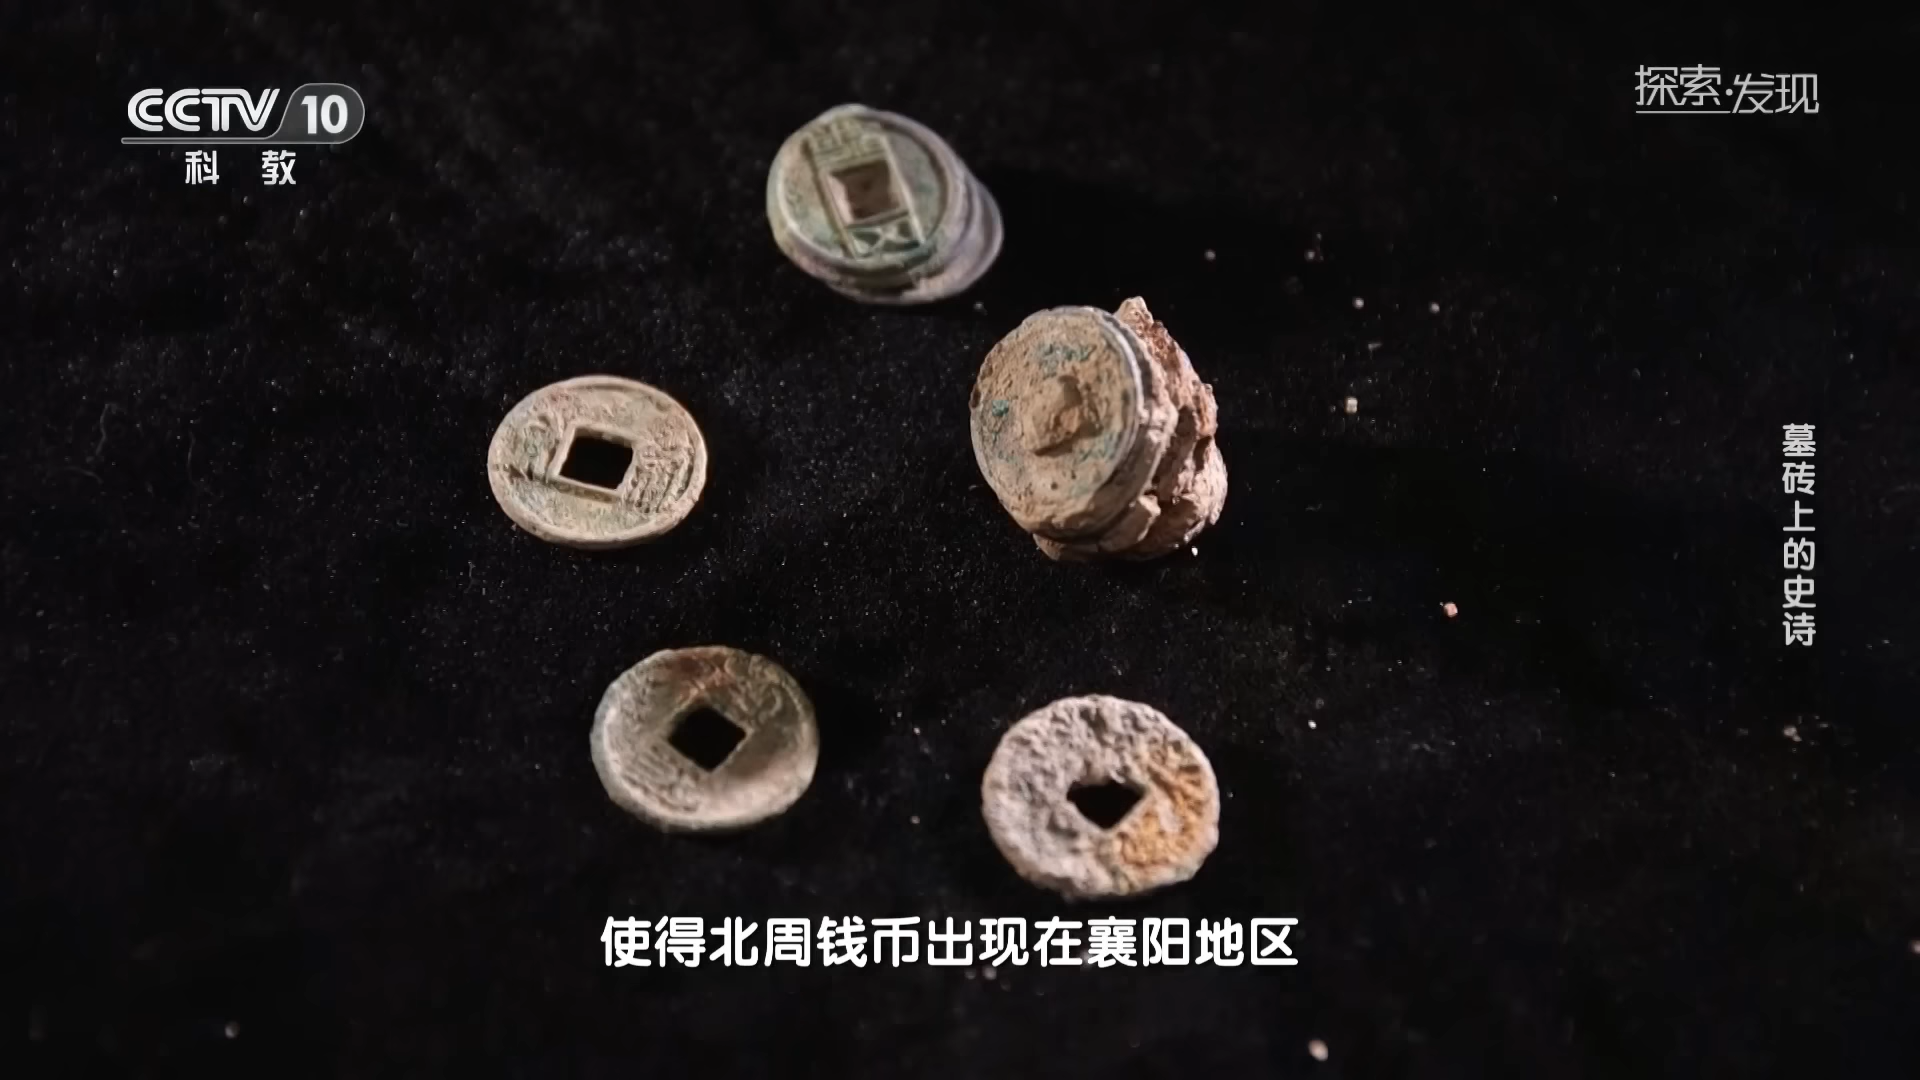 CCTV 10
科 教
探索·发现
墓砖上的史诗
使得北周钱币出现在襄阳地区